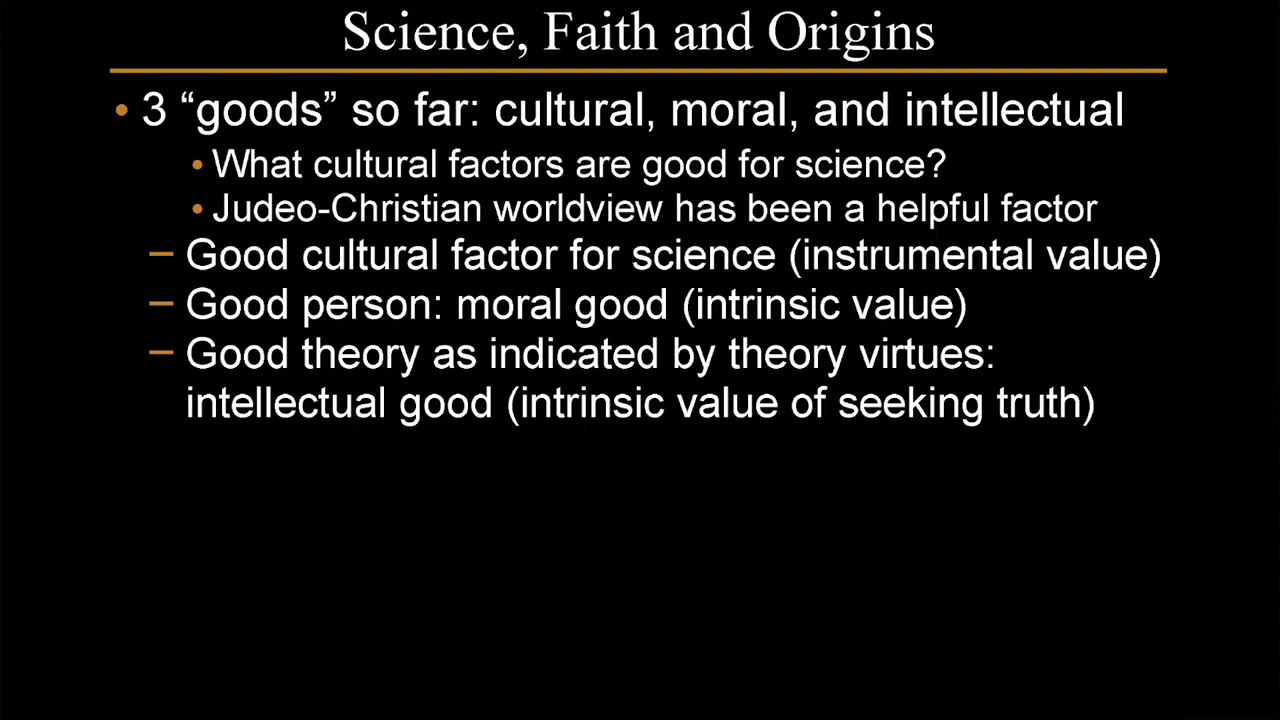 Science, Faith and Origins
• 3 “goods” so far: cultural, moral, and intellectual
• What cultural factors are good for science?
• Judeo-Christian worldview has been a helpful factor
– Good cultural factor for science (instrumental value)
– Good person: moral good (intrinsic value)
– Good theory as indicated by theory virtues:
intellectual good (intrinsic value of seeking truth)